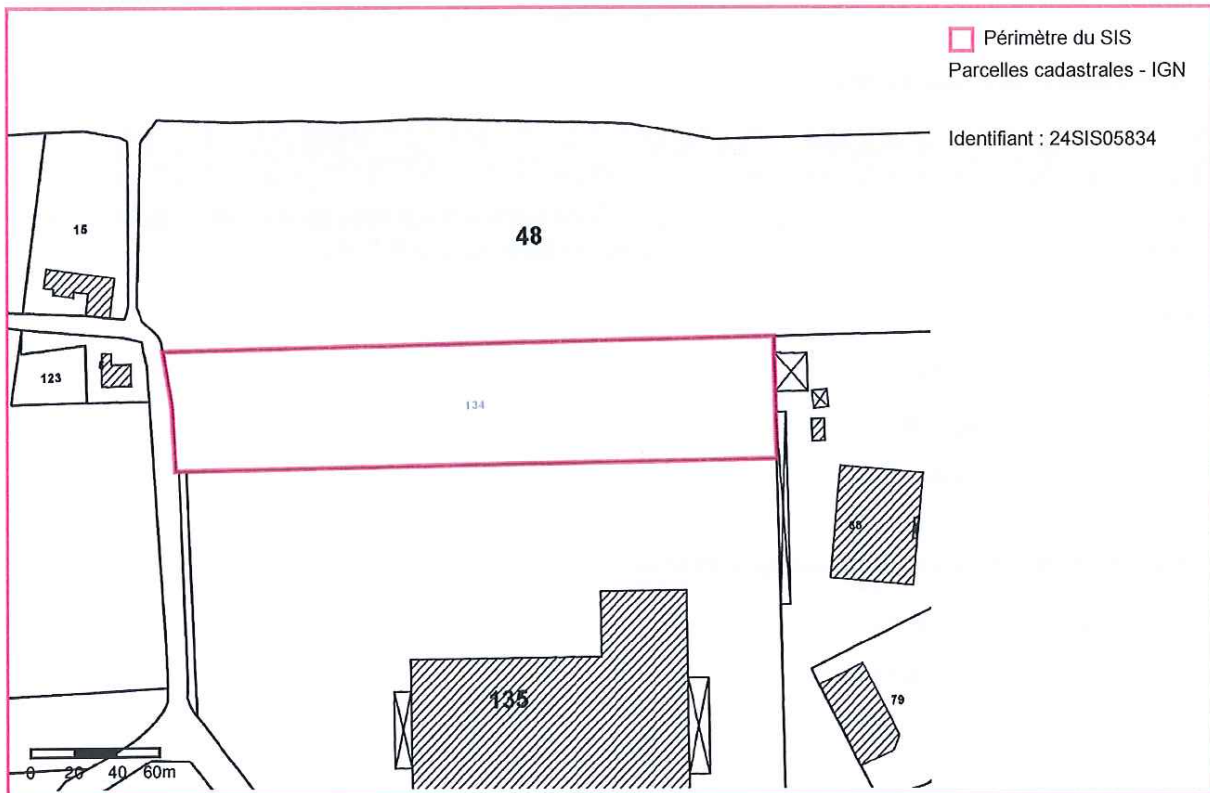 Périmètre du SIS
Parcelles cadastrales - IGN
Identifiant : 24SIS05834
15
48
123
134
135
79
0 20 40 60m